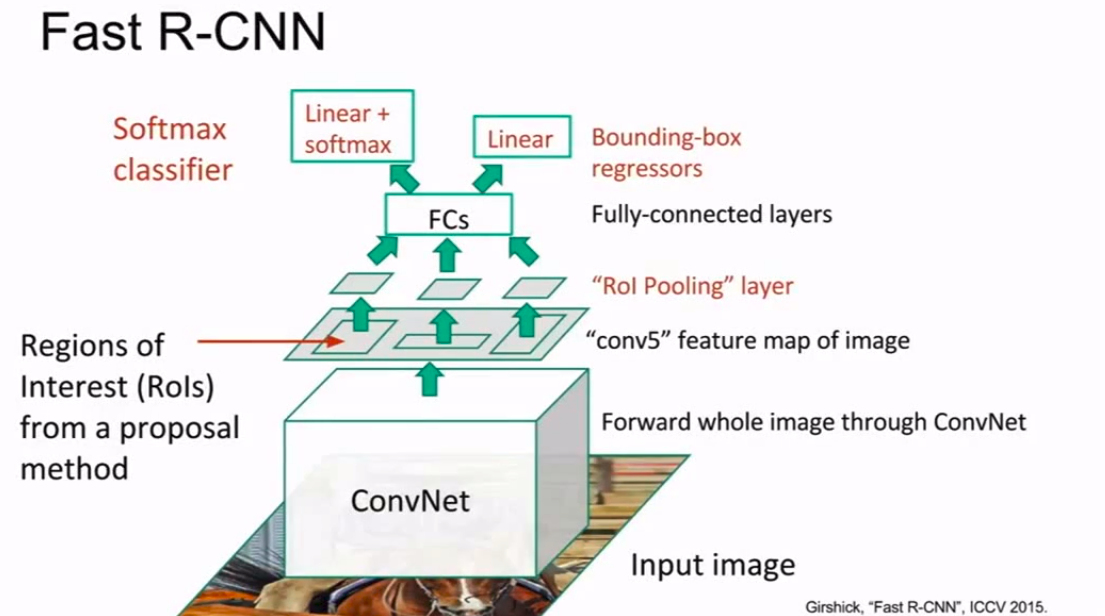 Fast R-CNN
Softmax
classifier
Linear +
softmax
Linear
Bounding-box
regressors
FCs
Fully-connected layers
“RoI Pooling” layer
Regions of
Interest (RoIs)
from a proposal
method
“conv5” feature map of image
Forward whole image through ConvNet
ConvNet
Input image
Girshick, “Fast R-CNN”, ICCV 2015.